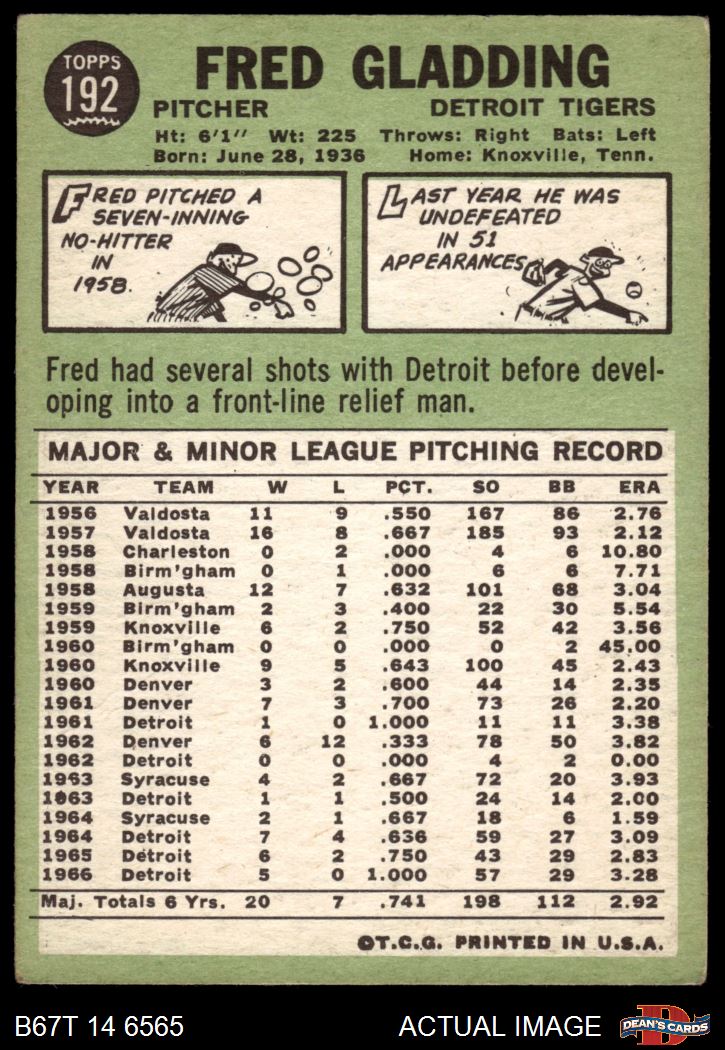 TOPPS
192
FRED GLADDING
PITCHER DETROIT TIGERS
Ht: 6'1" Wt: 225 Throws: Right Bats: Left
Born: June 28, 1936 Home: Knoxville, Tenn.
FRED PITCHED A
SEVEN-INNING
NO-HITTER
IN
1958.
LAST YEAR HE WAS
UNDEFEATED
IN 51
APPEARANCES
Fred had several shots with Detroit before devel-
oping into a front-line relief man.
MAJOR & MINOR LEAGUE PITCHING RECORD
YEAR TEAM W L PCT. SO BB ERA
1956 Valdosta 11 9 .550 167 86 2.76
1957 Valdosta 16 8 .667 185 93 2.12
1958 Charleston 0 2 .000 4 6 10.80
1958 Birm'gham 0 1 .000 6 6 7.71
1958 Augusta 12 7 .632 101 68 3.04
1959 Birm'gham 2 3 .400 22 30 5.54
1959 Knoxville 6 2 .750 52 42 3.56
1960 Birm'gham 0 0 .000 0 2 45.00
1960 Knoxville 9 5 .643 100 45 2.43
1960 Denver 3 2 .600 44 14 2.35
1961 Denver 7 3 .700 73 26 2.20
1961 Detroit 1 0 1.000 11 11 3.38
1962 Denver 6 12 .333 78 50 3.82
1962 Detroit 0 0 .000 4 2 0.00
1963 Syracuse 4 2 .667 72 20 3.93
1963 Detroit 1 1 .500 24 14 2.00
1964 Syracuse 2 1 .667 18 6 1.59
1964 Detroit 7 4 .636 59 27 3.09
1965 Detroit 6 2 .750 43 29 2.83
1966 Detroit 5 0 1.000 57 29 3.28
Maj. Totals 6 Yrs. 20 7 .741 198 112 2.92
©T.C.G. PRINTED IN U.S.A.
B67T 14 6565 ACTUAL IMAGE DEAN'S CARDS